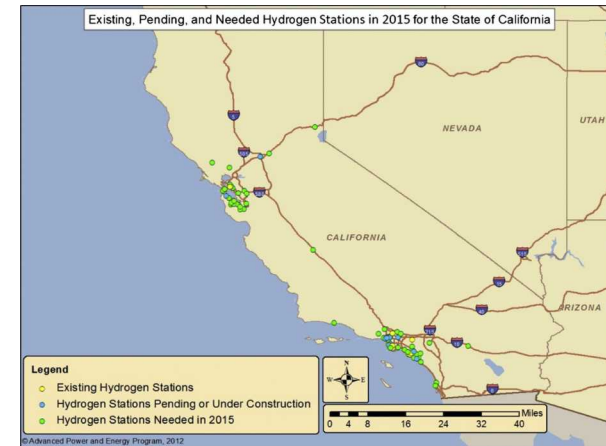 Existing, Pending, and Needed Hydrogen Stations in 2015 for the State of California
NEVADA
UTAH
CALIFORNIA
ARIZONA
Legend
Existing Hydrogen Stations
Hydrogen Stations Pending or Under Construction
Hydrogen Stations Needed in 2015
N
W E
S
Miles
0 4 8 16 24 32 40
©Advanced Power and Energy Program, 2012